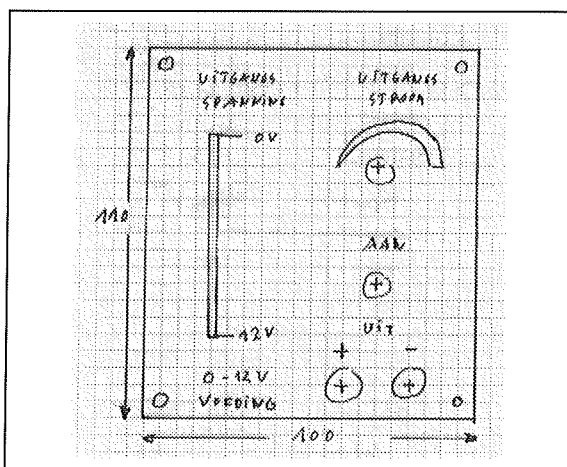 UITGANGS
SPANNING
UITGANGS
STROOM
0V
110
AAN
12V
UIT
+ -
0-12V
VOEDING
100